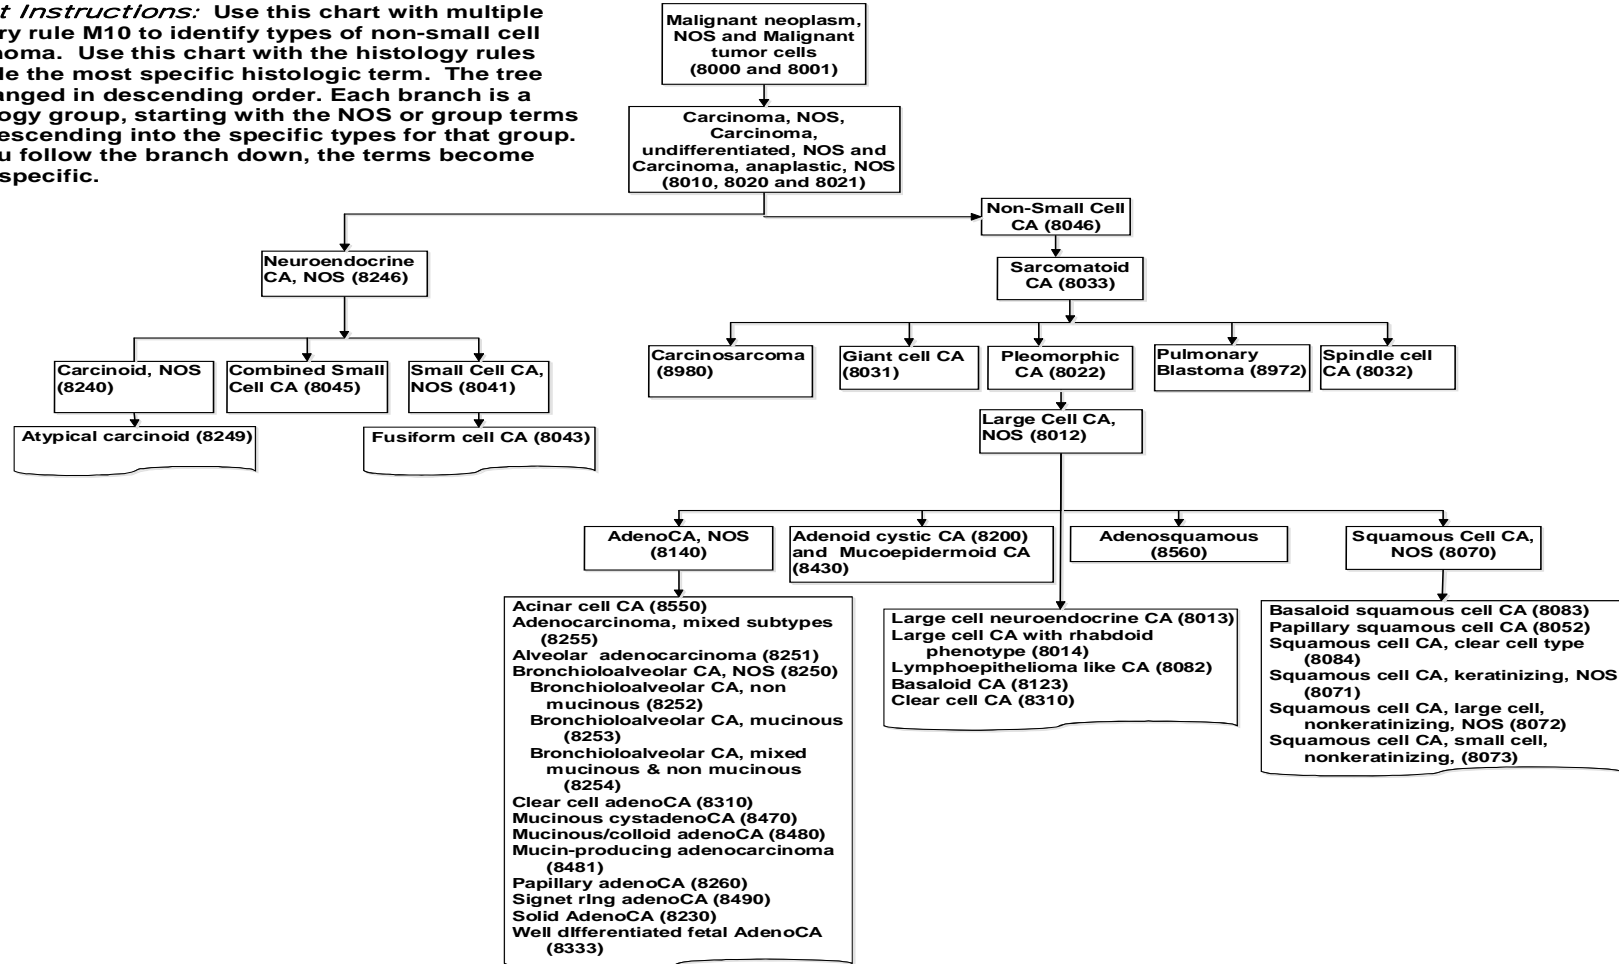 t Instructions: Use this chart with multiple
ry rule M10 to identify types of non-small cell
noma. Use this chart with the histology rules
le the most specific histologic term. The tree
anged in descending order. Each branch is a
ogy group, starting with the NOS or group terms
escending into the specific types for that group.
u follow the branch down, the terms become
specific.
Malignant neoplasm,
NOS and Malignant
tumor cells
(8000 and 8001)
Carcinoma, NOS,
Carcinoma,
undifferentiated, NOS and
Carcinoma, anaplastic, NOS
(8010, 8020 and 8021)
Non-Small Cell
CA (8046)
Neuroendocrine
CA, NOS (8246)
Sarcomatoid
CA (8033)
Carcinoid, NOS
(8240)
Combined Small
Cell CA (8045)
Small Cell CA,
NOS (8041)
Carcinosarcoma
(8980)
Giant cell CA
(8031)
Pleomorphic
CA (8022)
Pulmonary
Blastoma (8972)
Spindle cell
CA (8032)
Atypical carcinoid (8249)
Fusiform cell CA (8043)
Large Cell CA,
NOS (8012)
AdenoCA, NOS
(8140)
Adenoid cystic CA (8200)
and Mucoepidermoid CA
(8430)
Adenosquamous
(8560)
Squamous Cell CA,
NOS (8070)
Acinar cell CA (8550)
Adenocarcinoma, mixed subtypes
(8255)
Alveolar adenocarcinoma (8251)
Bronchioloalveolar CA, NOS (8250)
Bronchioloalveolar CA, non
mucinous (8252)
Bronchioloalveolar CA, mucinous
(8253)
Bronchioloalveolar CA, mixed
mucinous & non mucinous
(8254)
Clear cell adenoCA (8310)
Mucinous cystadenoCA (8470)
Mucinous/colloid adenoCA (8480)
Mucin-producing adenocarcinoma
(8481)
Papillary adenoCA (8260)
Signet rIng adenoCA (8490)
Solid AdenoCA (8230)
Well dIfferentiated fetal AdenoCA
(8333)
Large cell neuroendocrine CA (8013)
Large cell CA with rhabdoid
phenotype (8014)
Lymphoepithelioma like CA (8082)
Basaloid CA (8123)
Clear cell CA (8310)
Basaloid squamous cell CA (8083)
Papillary squamous cell CA (8052)
Squamous cell CA, clear cell type
(8084)
Squamous cell CA, keratinizing, NOS
(8071)
Squamous cell CA, large cell,
nonkeratinizing, NOS (8072)
Squamous cell CA, small cell,
nonkeratinizing, (8073)